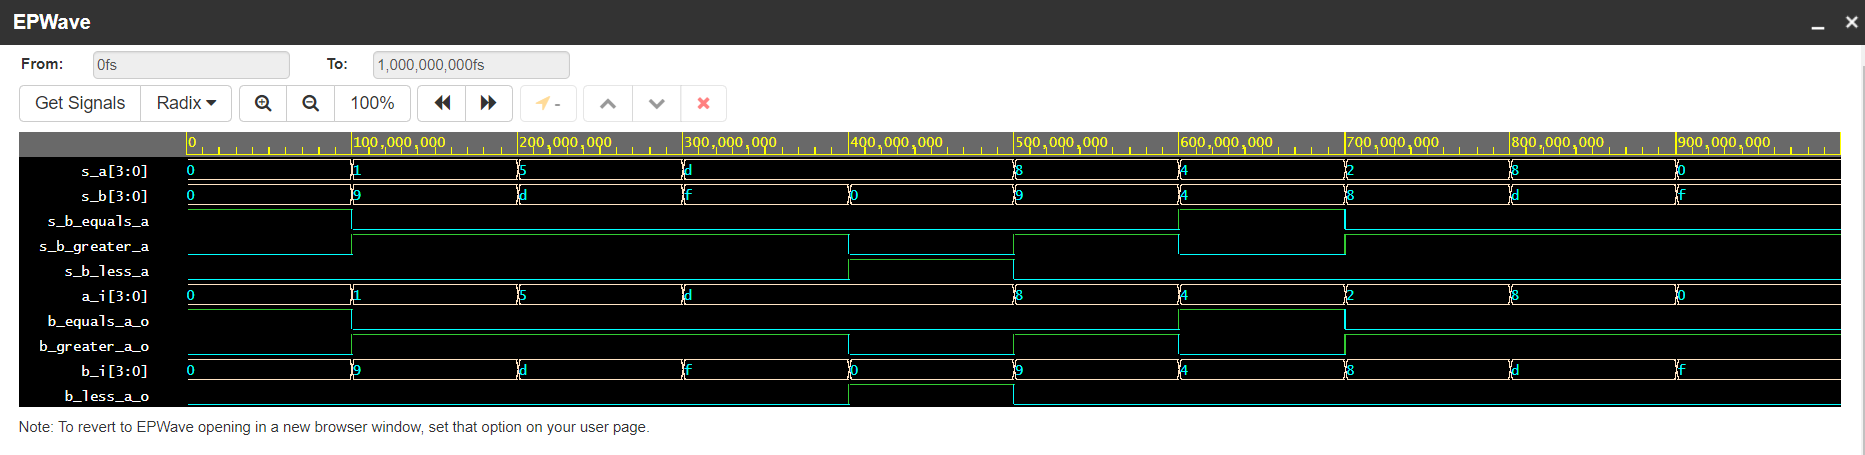 EPWave
From: 0fs To: 1,000,000,000fs
Get Signals Radix 100% -
0 100,000,000 200,000,000 300,000,000 400,000,000 500,000,000 600,000,000 700,000,000 800,000,000 900,000,000
s_a[3:0] 0 1 5 d 8 4 2 8 0
s_b[3:0] 0 9 d f 0 9 4 8 d f
s_b_equals_a
s_b_greater_a
s_b_less_a
a_i[3:0] 0 1 5 d 8 4 2 8 0
b_equals_a_o
b_greater_a_o
b_i[3:0] 0 9 d f 0 9 4 8 d f
b_less_a_o
Note: To revert to EPWave opening in a new browser window, set that option on your user page.